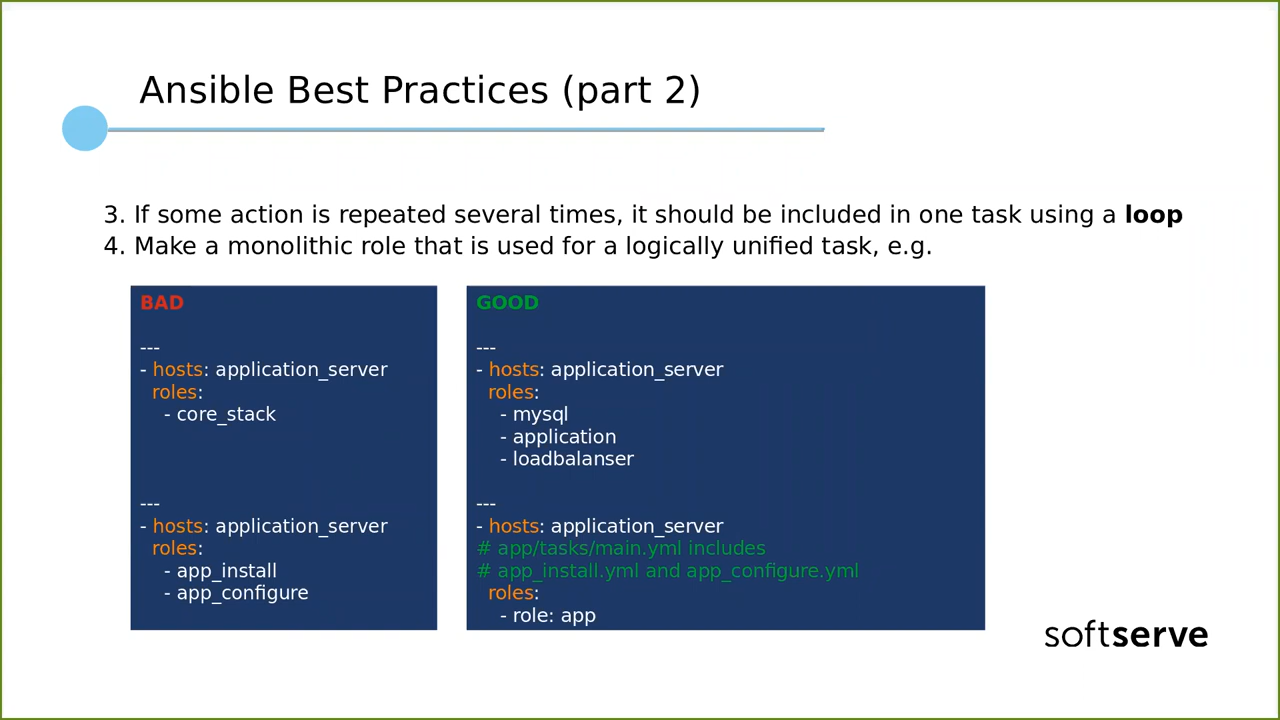 Ansible Best Practices (part 2)
3. If some action is repeated several times, it should be included in one task using a loop
4. Make a monolithic role that is used for a logically unified task, e.g.
BAD
---
- hosts: application_server
roles:
- core_stack
---
- hosts: application_server
roles:
- app_install
- app_configure
GOOD
---
- hosts: application_server
roles:
- mysql
- application
- loadbalanser
---
- hosts: application_server
# app/tasks/main.yml includes
# app_install.yml and app_configure.yml
roles:
- role: app
softserve